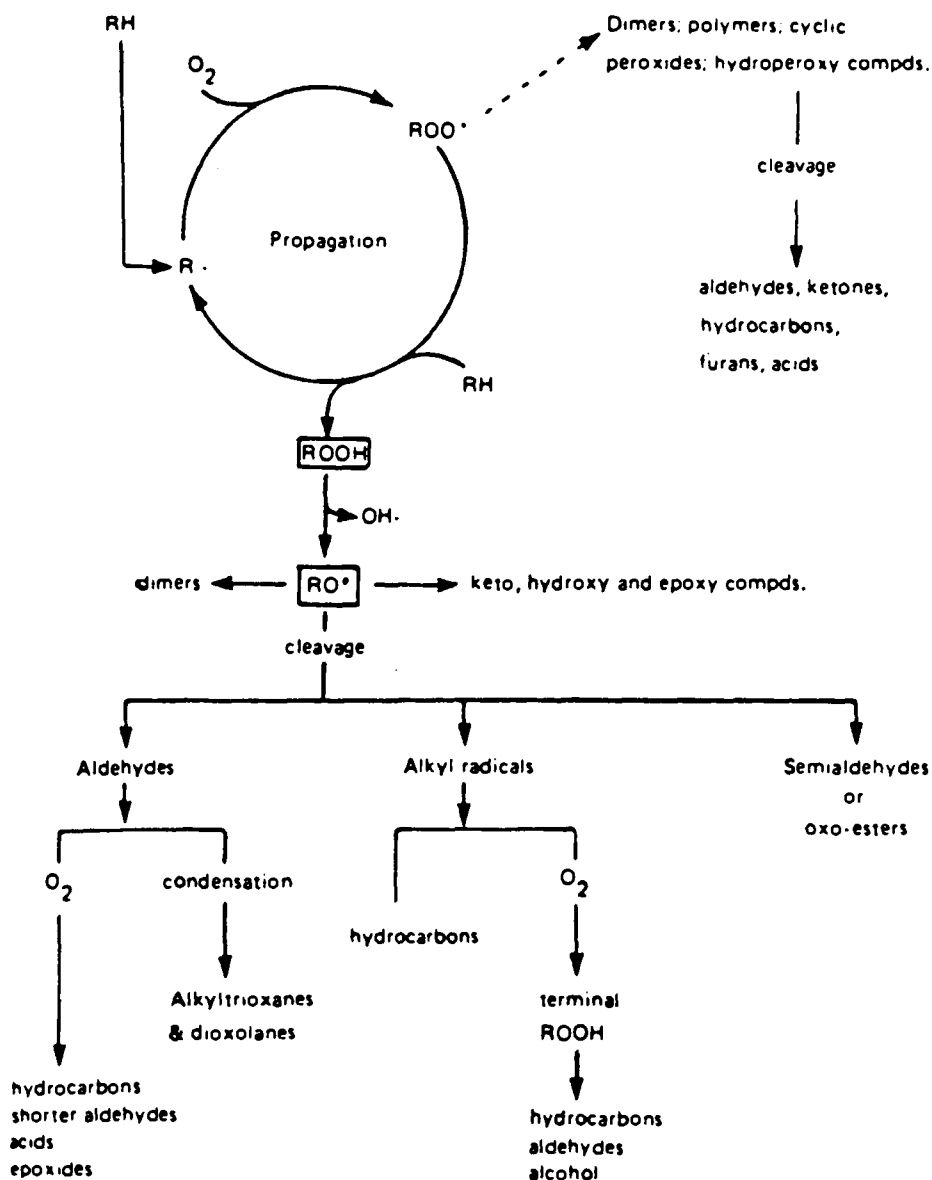 RH
O2
Dimers; polymers; cyclic
peroxides; hydroperoxy compds.
ROO•
cleavage
Propagation
R•
aldehydes, ketones,
hydrocarbons,
furans, acids
RH
ROOH
OH•
dimers
RO•
keto, hydroxy and epoxy compds.
cleavage
Aldehydes
Alkyl radicals
Semialdehydes
or
oxo-esters
O2
condensation
O2
hydrocarbons
Alkyltrioxanes
& dioxolanes
terminal
ROOH
hydrocarbons
shorter aldehydes
acids
epoxides
hydrocarbons
aldehydes
alcohol